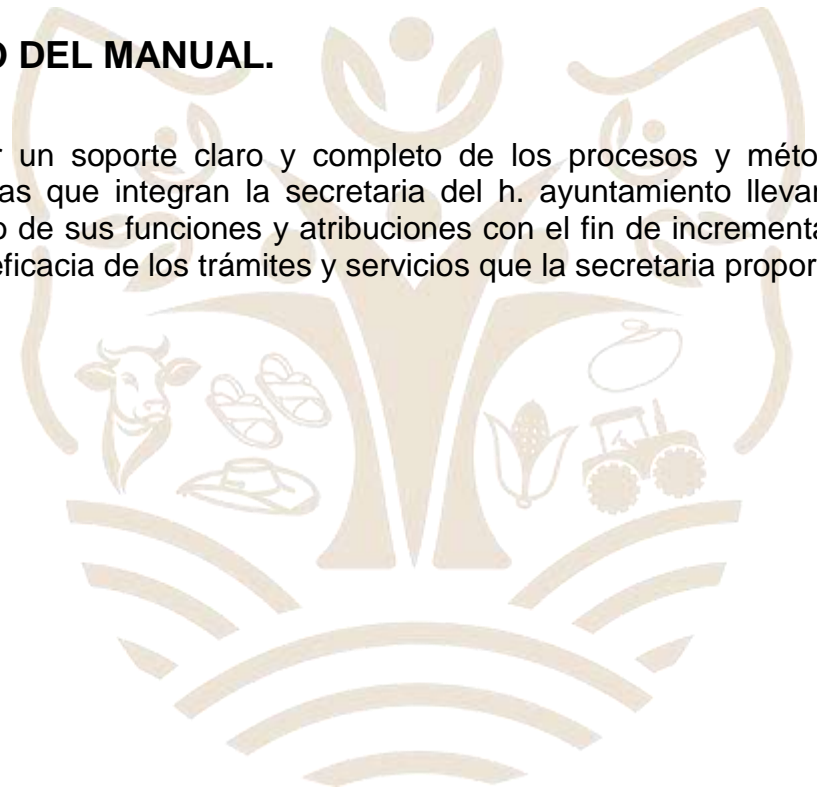 O DEL MANUAL.
r un soporte claro y completo de los procesos y méto
as que integran la secretaria del h. ayuntamiento llevar
o de sus funciones y atribuciones con el fin de incrementa
eficacia de los trámites y servicios que la secretaria propor